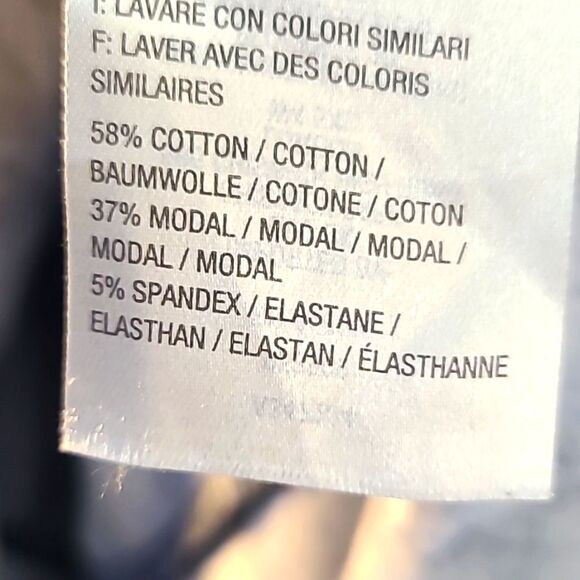 I: LAVARE CON COLORI SIMILARI
F: LAVER AVEC DES COLORIS
SIMILAIRES
58% COTTON / COTTON /
BAUMWOLLE / COTONE / COTON
37% MODAL / MODAL / MODAL /
MODAL / MODAL
5% SPANDEX / ELASTANE /
ELASTHAN / ELASTAN / ÉLASTHANNE